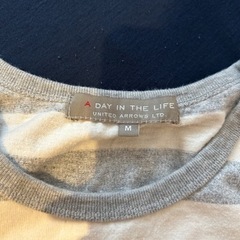 A DAY IN THE LIFE
UNITED ARROWS LTD.
M